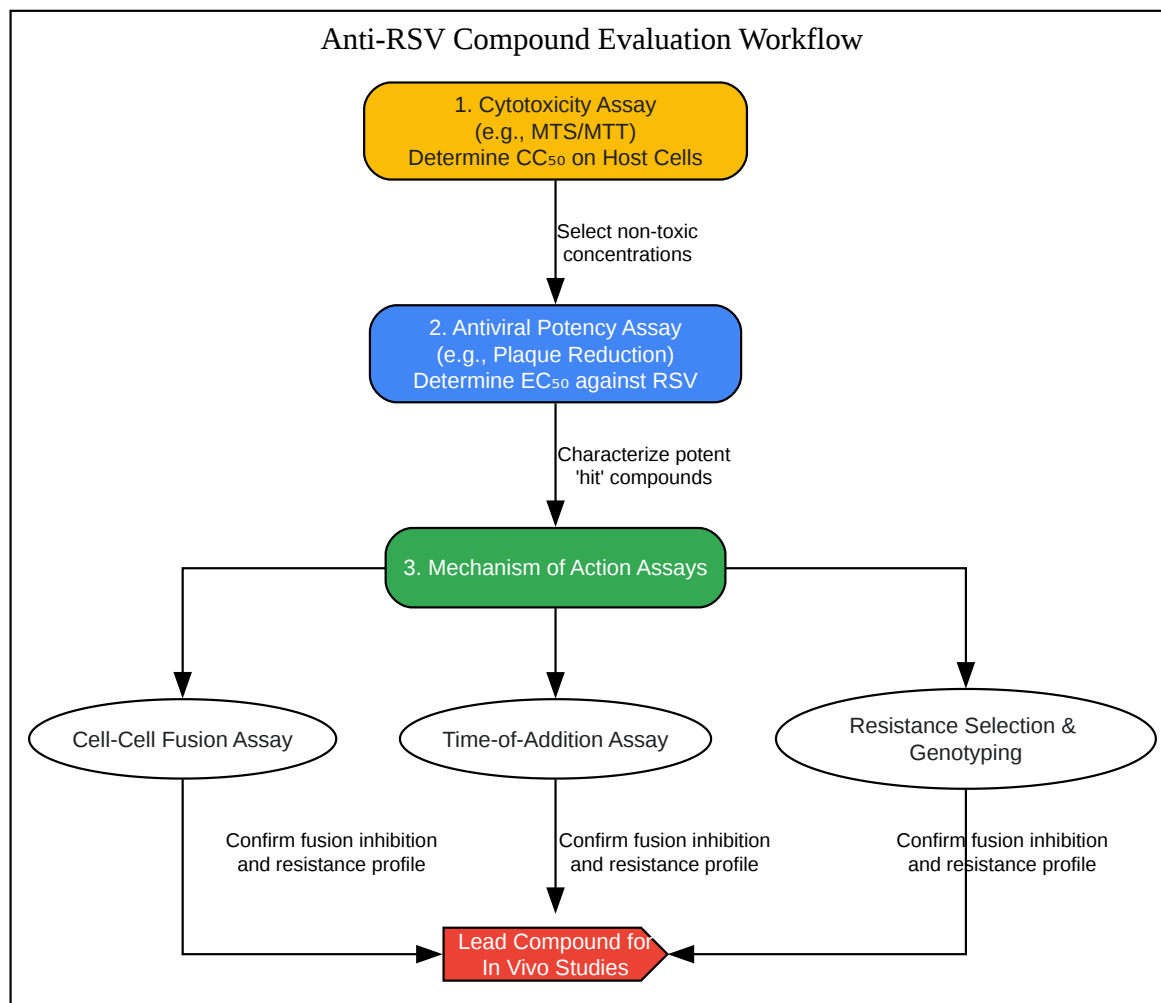 Anti-RSV Compound Evaluation Workflow
1. Cytotoxicity Assay
(e.g., MTS/MTT)
Determine CC₅₀ on Host Cells
Select non-toxic
concentrations
2. Antiviral Potency Assay
(e.g., Plaque Reduction)
Determine EC₅₀ against RSV
Characterize potent
'hit' compounds
3. Mechanism of Action Assays
Cell-Cell Fusion Assay
Time-of-Addition Assay
Resistance Selection &
Genotyping
Confirm fusion inhibition
and resistance profile
Confirm fusion inhibition
and resistance profile
Confirm fusion inhibition
and resistance profile
Lead Compound for
In Vivo Studies